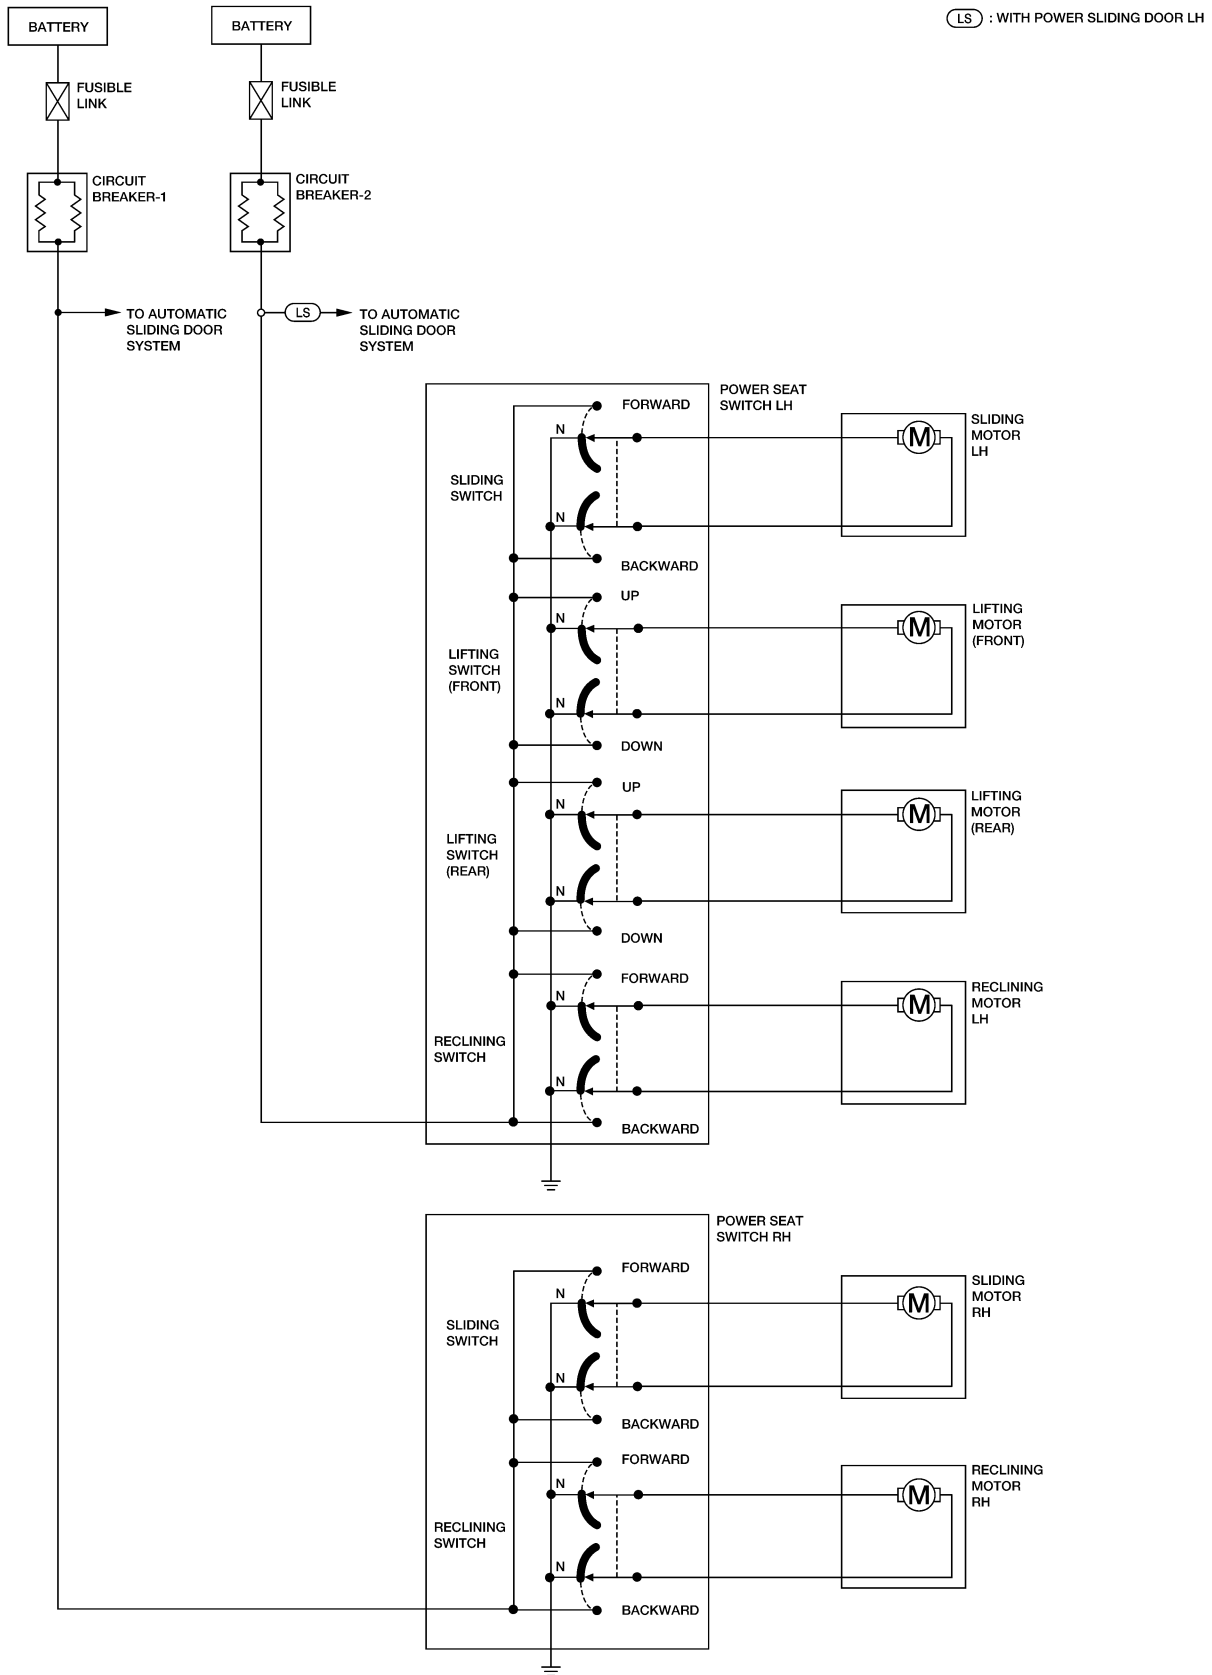 BATTERY
BATTERY
LS : WITH POWER SLIDING DOOR LH
FUSIBLE
LINK
FUSIBLE
LINK
CIRCUIT
BREAKER-1
CIRCUIT
BREAKER-2
TO AUTOMATIC
SLIDING DOOR
SYSTEM
LS
TO AUTOMATIC
SLIDING DOOR
SYSTEM
POWER SEAT
SWITCH LH
FORWARD
N
SLIDING
SWITCH
N
BACKWARD
SLIDING
MOTOR
LH
UP
N
LIFTING
SWITCH
(FRONT)
N
DOWN
LIFTING
MOTOR
(FRONT)
M
M
UP
N
LIFTING
SWITCH
(REAR)
N
DOWN
M
LIFTING
MOTOR
(REAR)
FORWARD
N
RECLINING
SWITCH
N
BACKWARD
M
RECLINING
MOTOR
LH
POWER SEAT
SWITCH RH
FORWARD
N
SLIDING
SWITCH
N
BACKWARD
M
SLIDING
MOTOR
RH
FORWARD
N
RECLINING
SWITCH
N
BACKWARD
M
RECLINING
MOTOR
RH